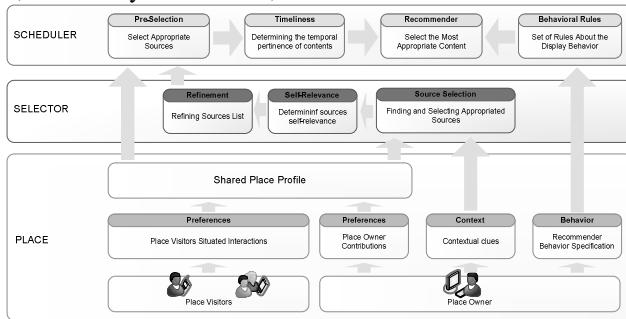 SCHEDULER
Pre-Selection
Select Appropriate
Sources
Timeliness
Determining the temporal
pertinence of contents
Recommender
Select the Most
Appropriate Content
Behavioral Rules
Set of Rules About the
Display Behavior
SELECTOR
Refinement
Refining Sources List
Self-Relevance
Determininf sources
self-relevance
Source Selection
Finding and Selecting Appropriated
Sources
PLACE
Shared Place Profile
Preferences
Place Visitors Situated Interactions
Preferences
Place Owner
Contributions
Context
Contextual clues
Behavior
Recommender
Behavior Specification
Place Visitors
Place Owner